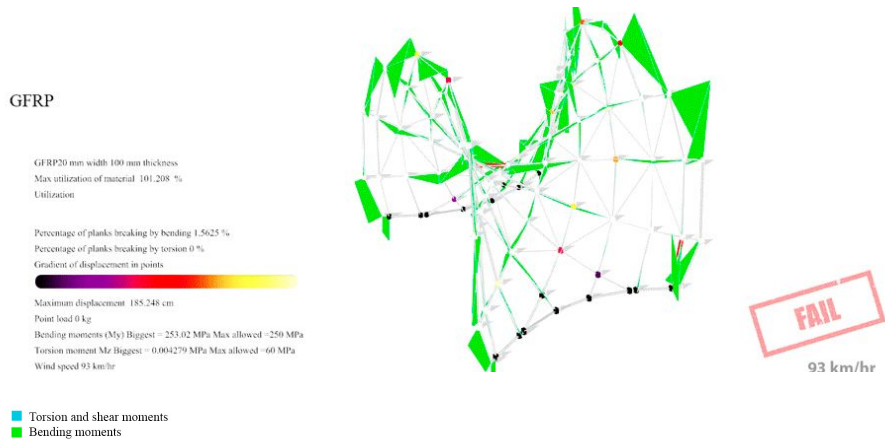 GFRP
GFRP20 mm width 100 mm thickness
Max utilization of material 101.208 %
Utilization
Percentage of planks breaking by bending 1.5625 %
Percentage of planks breaking by torsion 0 %
Gradient of displacement in points
Maximum displacement 185.248 cm
Point load 0 kg
Bending moments (My) Biggest = 253.02 MPa Max allowed =250 MPa
Torsion moment Mz Biggest = 0.004279 MPa Max allowed =60 MPa
Wind speed 93 km/hr
FAIL
93 km/hr
Torsion and shear moments
Bending moments